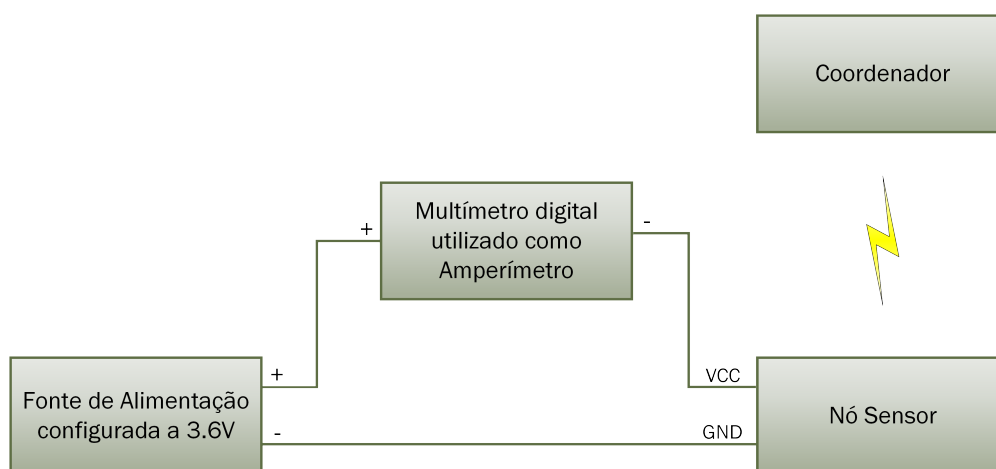 Coordenador
Multímetro digital
utilizado como
Amperímetro
+
-
+
VCC
Fonte de Alimentação
configurada a 3.6V
Nó Sensor
-
GND